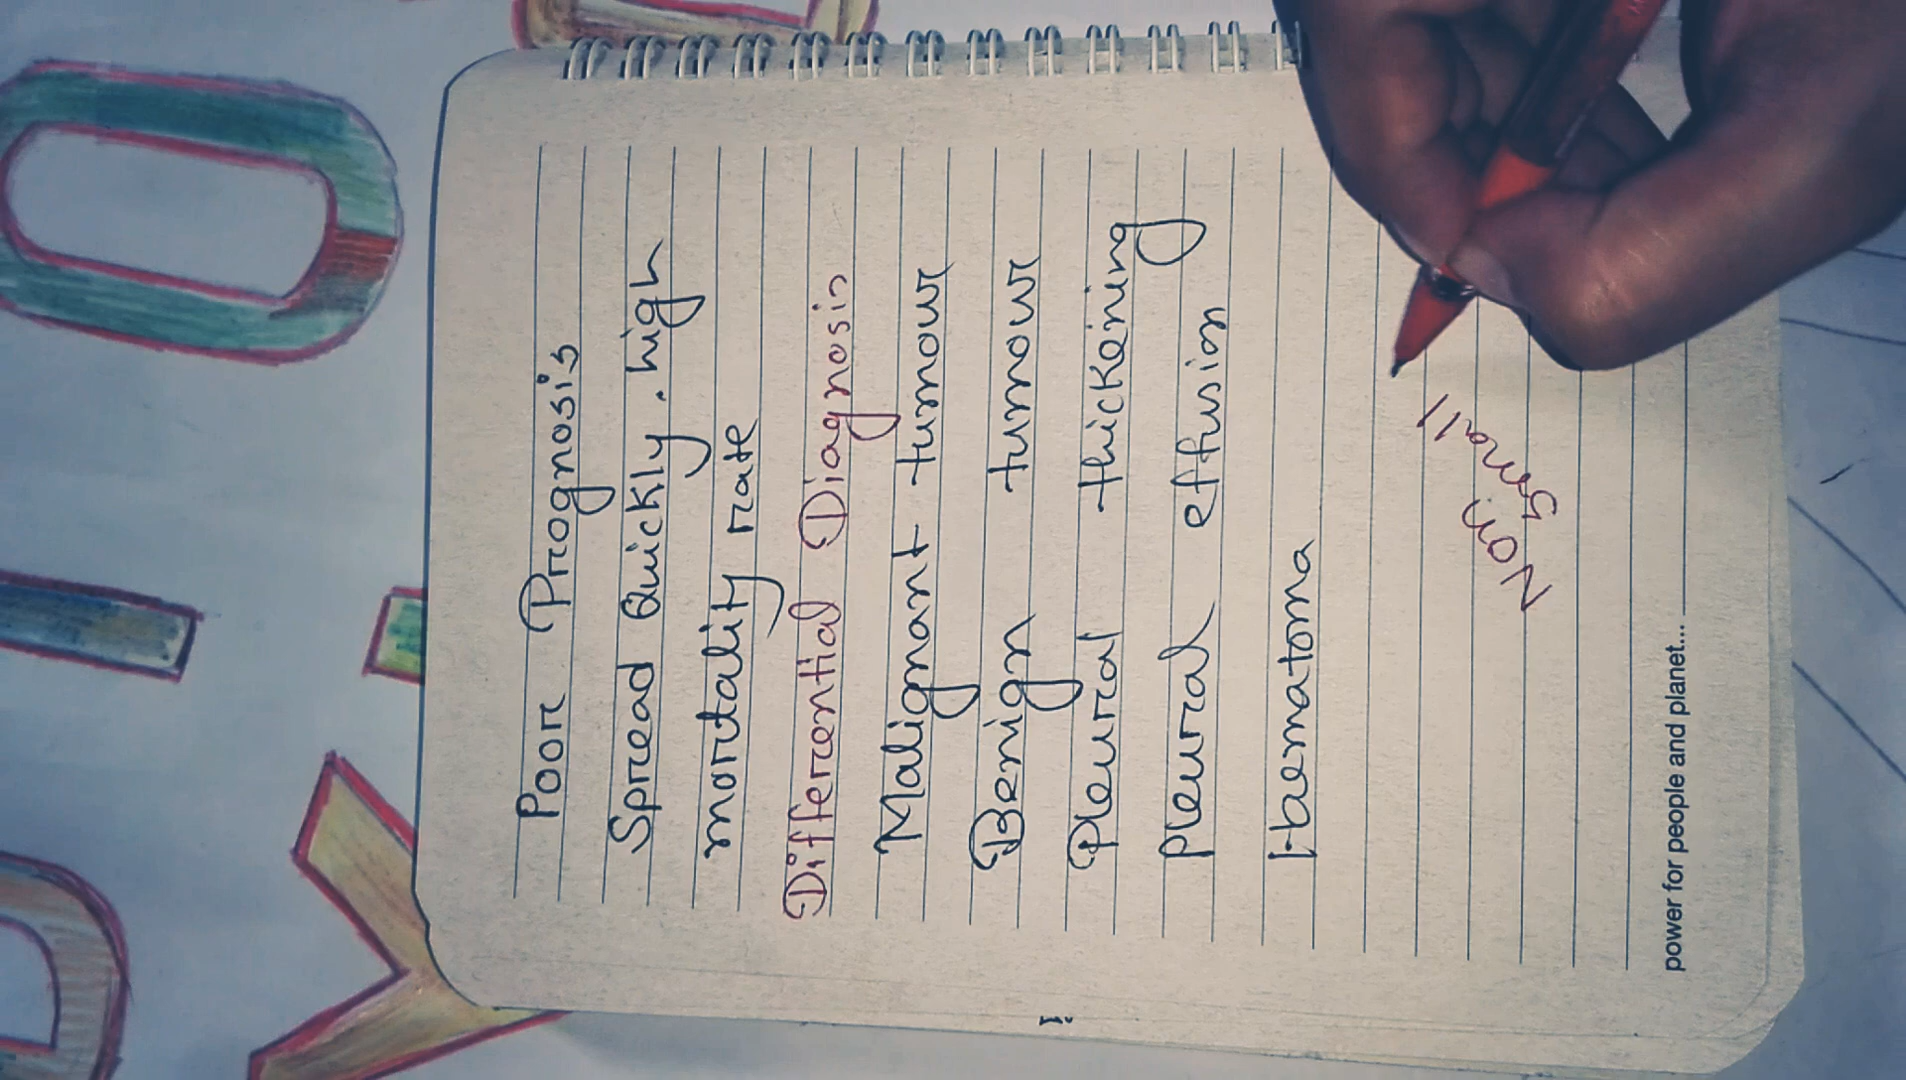 Poor Prognosis
Spread Quickly. high
mortality rate
Differential Diagnosis
Malignant tumour
Benign tumour
Pleural thickening
Pleural effusion
Haematoma
Non
Small
power for people and planet...